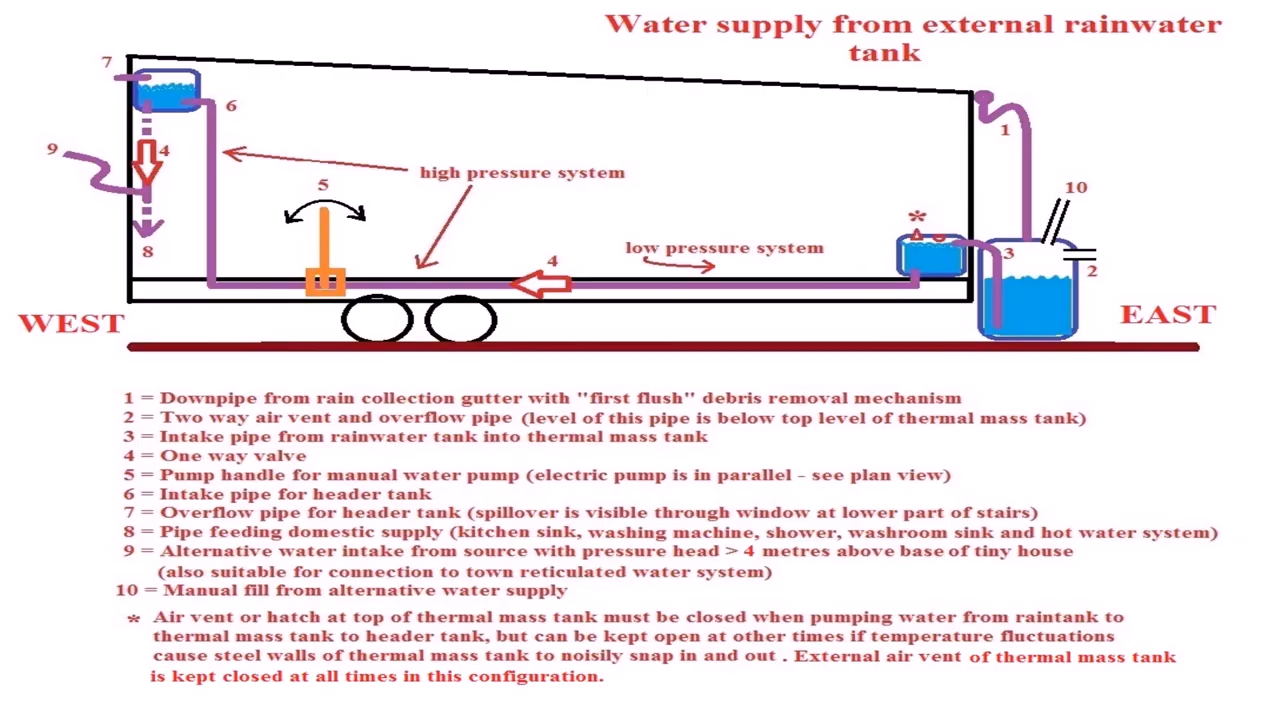 Water supply from external rainwater
tank
7
6
1
9
4
high pressure system
5
10
*
8
low pressure system
4
3
2
WEST
EAST
1 = Downpipe from rain collection gutter with "first flush" debris removal mechanism
2 = Two way air vent and overflow pipe (level of this pipe is below top level of thermal mass tank)
3 = Intake pipe from rainwater tank into thermal mass tank
4 = One way valve
5 = Pump handle for manual water pump (electric pump is in parallel - see plan view)
6 = Intake pipe for header tank
7 = Overflow pipe for header tank (spillover is visible through window at lower part of stairs)
8 = Pipe feeding domestic supply (kitchen sink, washing machine, shower, washroom sink and hot water system)
9 = Alternative water intake from source with pressure head > 4 metres above base of tiny house
(also suitable for connection to town reticulated water system)
10 = Manual fill from alternative water supply
* Air vent or hatch at top of thermal mass tank must be closed when pumping water from raintank to
thermal mass tank to header tank, but can be kept open at other times if temperature fluctuations
cause steel walls of thermal mass tank to noisily snap in and out . External air vent of thermal mass tank
is kept closed at all times in this configuration.